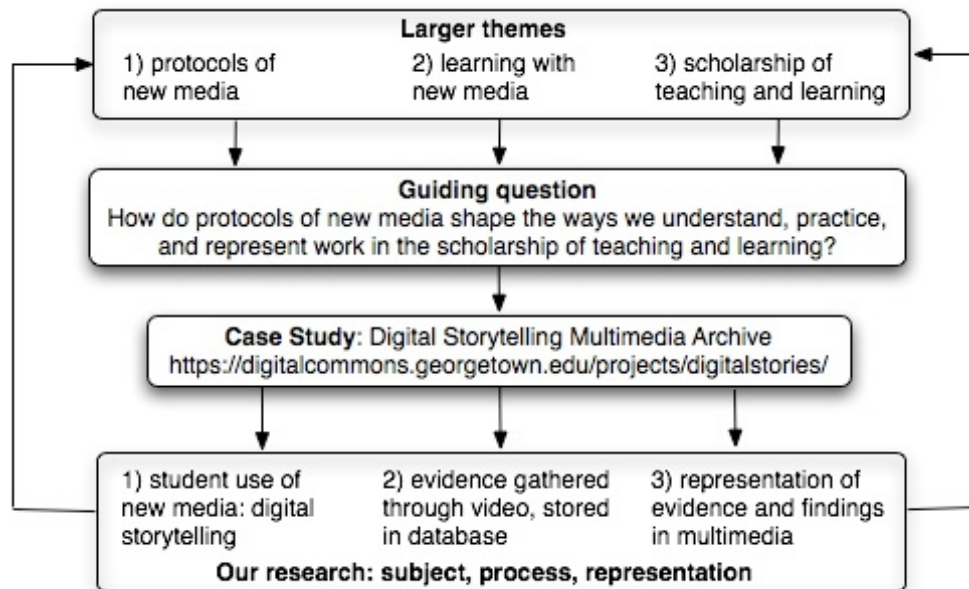 Larger themes
1) protocols of
new media
2) learning with
new media
3) scholarship of
teaching and learning
Guiding question
How do protocols of new media shape the ways we understand, practice,
and represent work in the scholarship of teaching and learning?
Case Study: Digital Storytelling Multimedia Archive
https://digitalcommons.georgetown.edu/projects/digitalstories/
1) student use of
new media: digital
storytelling
2) evidence gathered
through video, stored
in database
3) representation of
evidence and findings
in multimedia
Our research: subject, process, representation